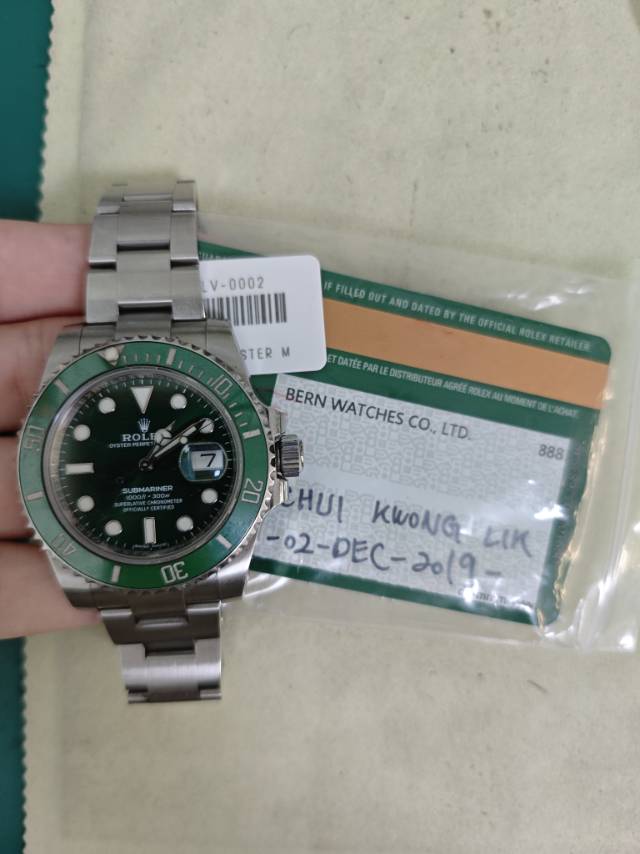 LV-0002
STER M
IF FILLED OUT AND DATED BY THE OFFICIAL ROLEX RETAILER.
ET DATÉE PAR LE DISTRIBUTEUR AGRÉÉ ROLEX AU MOMENT DE L'ACHAT.
BERN WATCHES CO., LTD.
888
CHUI KWONG LIK
-02-DEC-2019-
ROLEX
OYSTER PERPETUAL DATE
7
SUBMARINER
1000ft = 300m
SUPERLATIVE CHRONOMETER
OFFICIALLY CERTIFIED
10
20
30
40
50